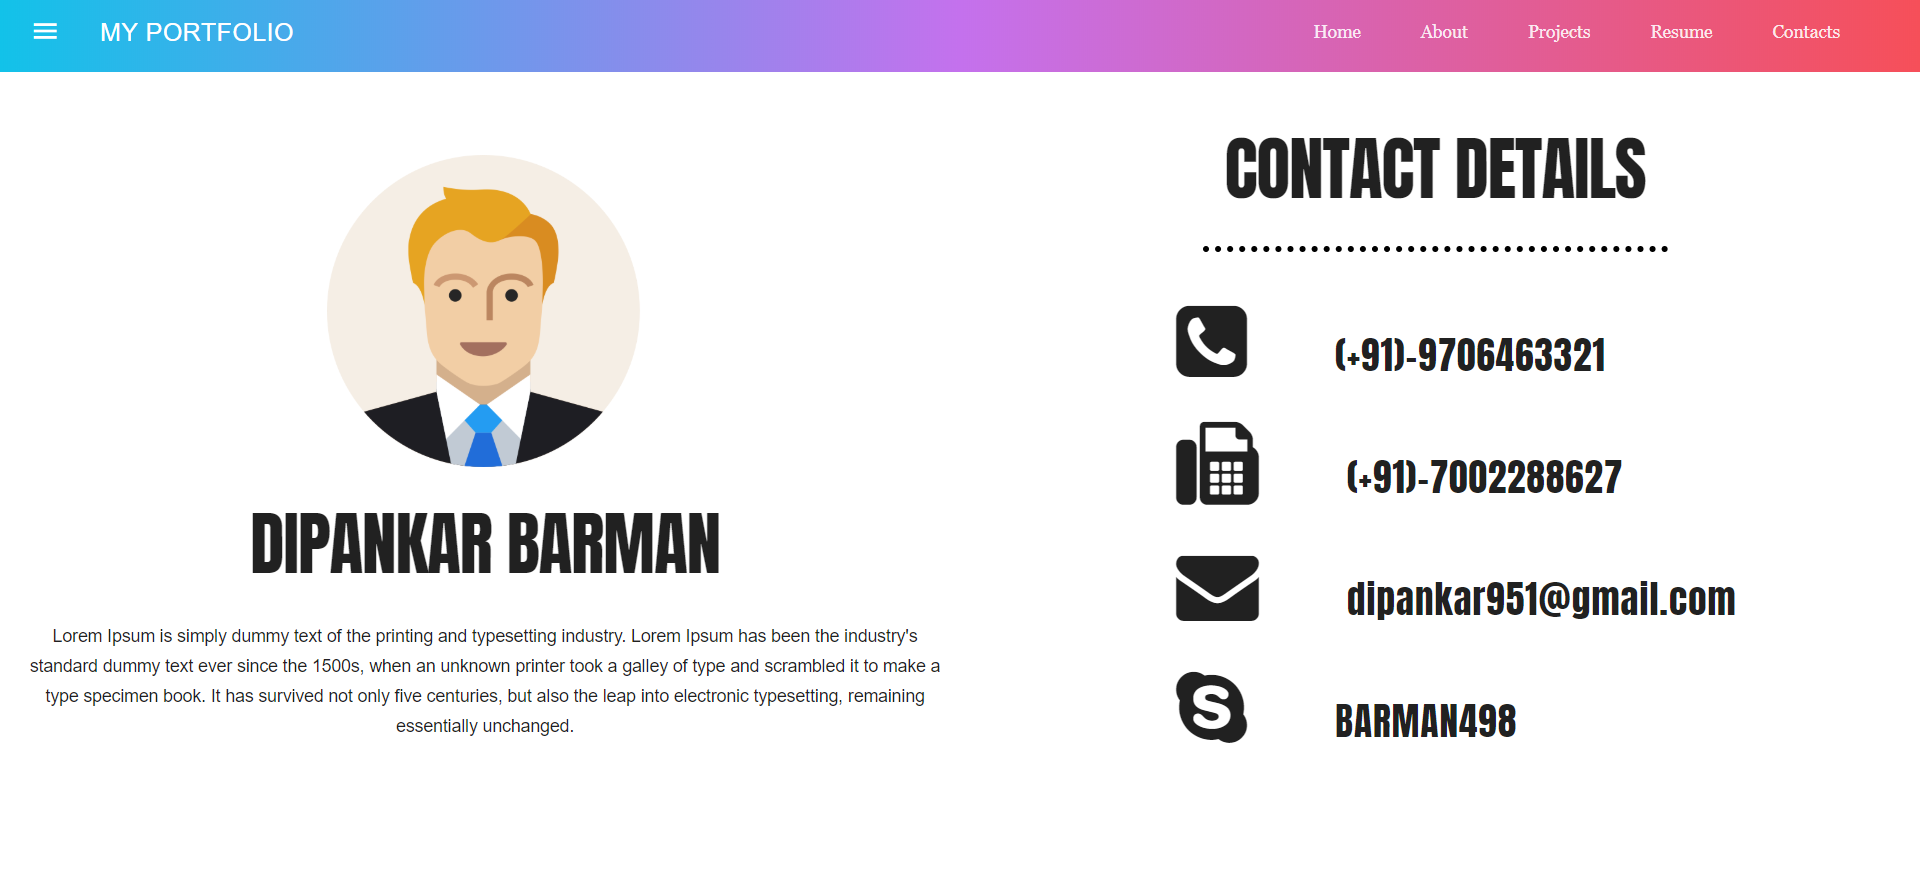 MY PORTFOLIO
Home
About
Projects
Resume
Contacts
DIPANKAR BARMAN
Lorem Ipsum is simply dummy text of the printing and typesetting industry. Lorem Ipsum has been the industry's
standard dummy text ever since the 1500s, when an unknown printer took a galley of type and scrambled it to make a
type specimen book. It has survived not only five centuries, but also the leap into electronic typesetting, remaining
essentially unchanged.
CONTACT DETAILS
(+91)-9706463321
(+91)-7002288627
dipankar951@gmail.com
BARMAN498